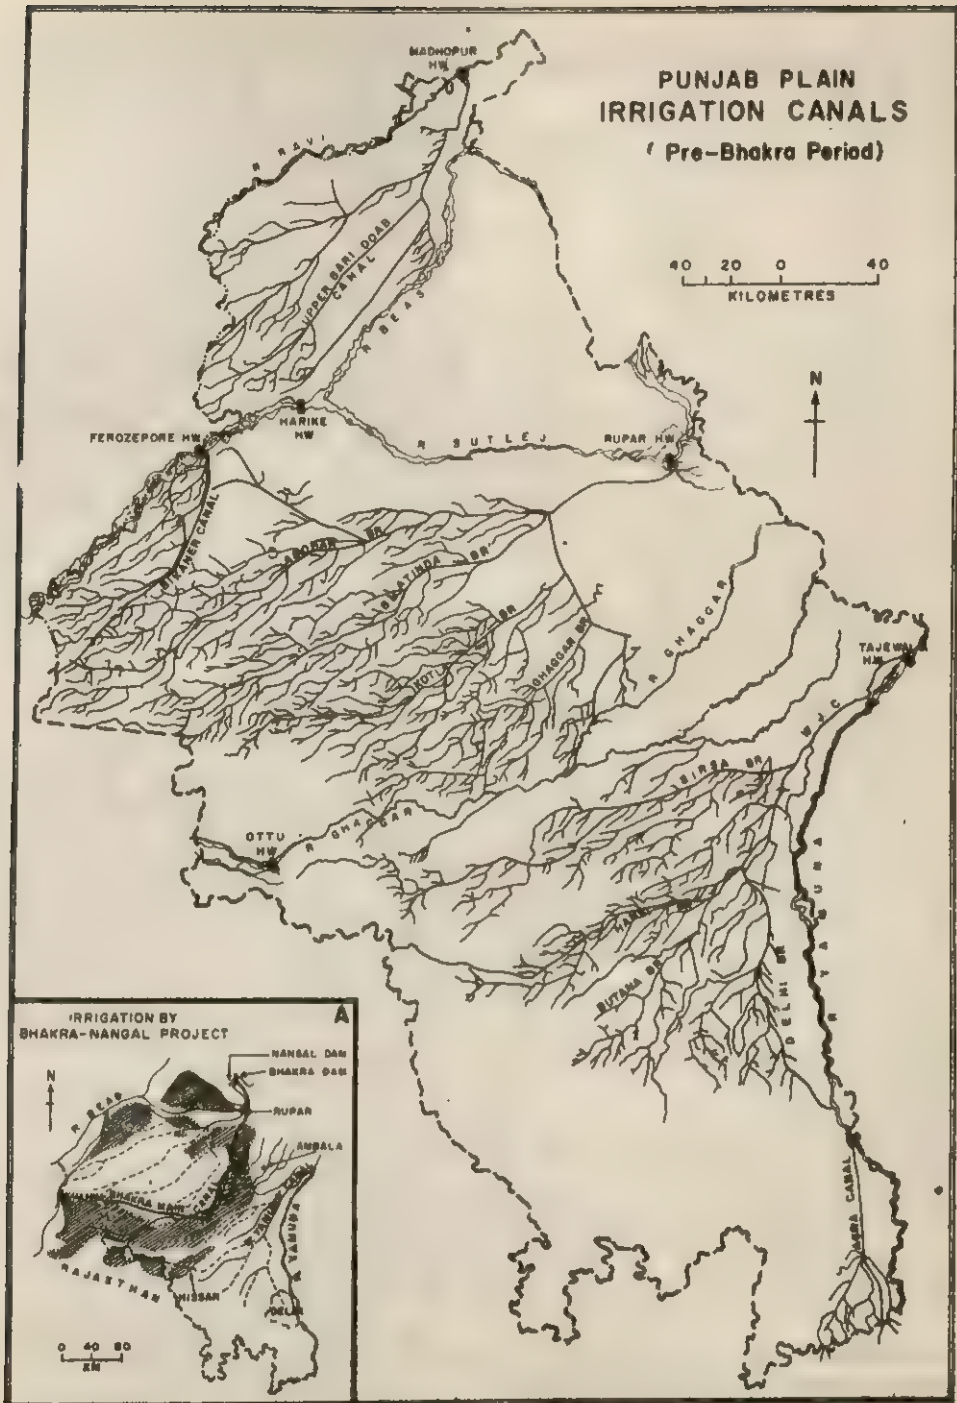 PUNJAB PLAIN
IRRIGATION CANALS
( Pre-Bhakra Period)
40 20 0 40
KILOMETRES
N
MADHOPUR
HW
R RAVI
UPPER BARI DOAB
CANAL
R BEAS
HARIKE
HW
FEROZEPORE HW
R SUTLEJ
RUPAR HW
BIKANER CANAL
ABOHAR BR
BHATINDA BR
KOTLA BR
GHAGGAR BR
R GHAGGAR
TAJEWALA
HW
W J C
SIRSA BR
R GHAGGAR
OTTU
HW
R YAMUNA
HANSI BR
BUTANA BR
DELHI BR
AGRA CANAL
A
IRRIGATION BY
BHAKRA-NANGAL PROJECT
N
NANGAL DAM
BHAKRA DAM
RUPAR
R BEAS
AMBALA
BHAKRA MAIN CANAL
R YAMUNA
RAJASTHAN
HISSAR
DELHI
0 40 80
KM